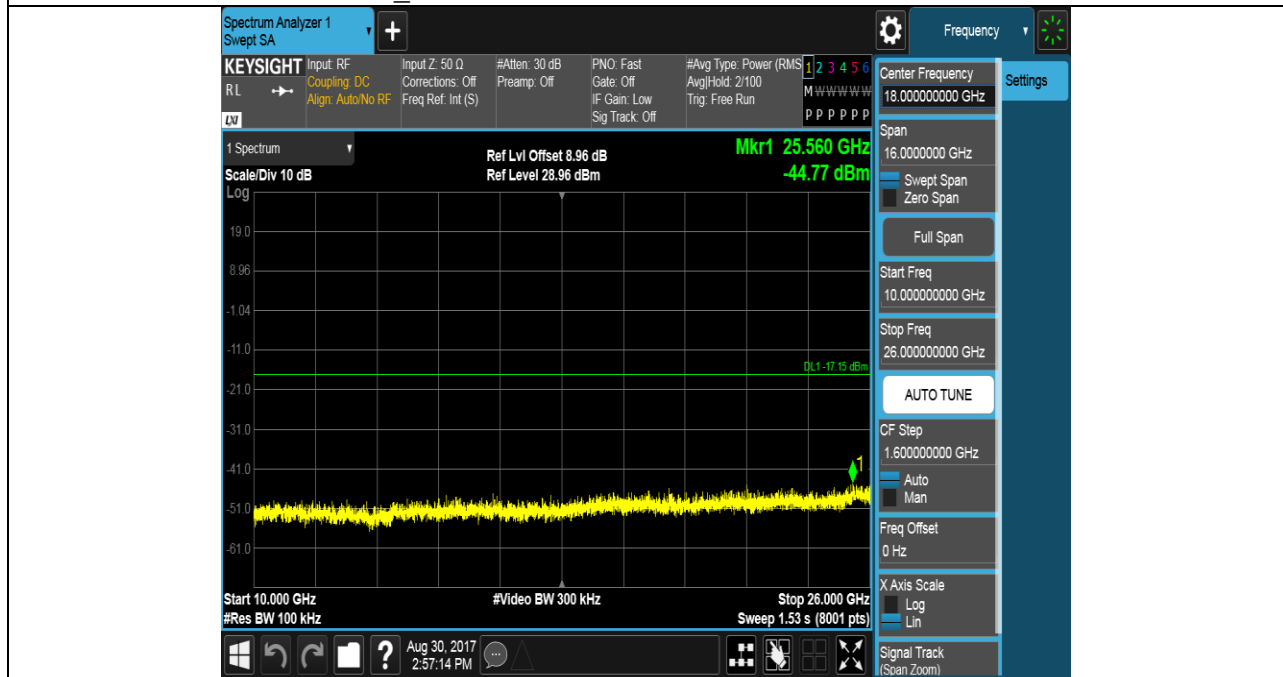 Spectrum Analyzer 1
Swept SA
+
Frequency
KEYSIGHT
RL
LXI
Input: RF
Coupling: DC
Align: Auto/No RF
Input Z: 50 Ω
Corrections: Off
Freq Ref: Int (S)
#Atten: 30 dB
Preamp: Off
PNO: Fast
Gate: Off
IF Gain: Low
Sig Track: Off
#Avg Type: Power (RMS
Avg|Hold: 2/100
Trig: Free Run
1 2 3 4 5 6
M W W W W W
P P P P P P
1 Spectrum
Scale/Div 10 dB
Ref Lvl Offset 8.96 dB
Ref Level 28.96 dBm
Mkr1 25.560 GHz
-44.77 dBm
Log
19.0
8.96
-1.04
-11.0
DL1 -17.15 dBm
-21.0
-31.0
-41.0
1
-51.0
-61.0
Start 10.000 GHz
#Video BW 300 kHz
Stop 26.000 GHz
#Res BW 100 kHz
Sweep 1.53 s (8001 pts)
?
Aug 30, 2017
2:57:14 PM
Center Frequency
18.000000000 GHz
Settings
Span
16.0000000 GHz
Swept Span
Zero Span
Full Span
Start Freq
10.000000000 GHz
Stop Freq
26.000000000 GHz
AUTO TUNE
CF Step
1.600000000 GHz
Auto
Man
Freq Offset
0 Hz
X Axis Scale
Log
Lin
Signal Track
(Span Zoom)